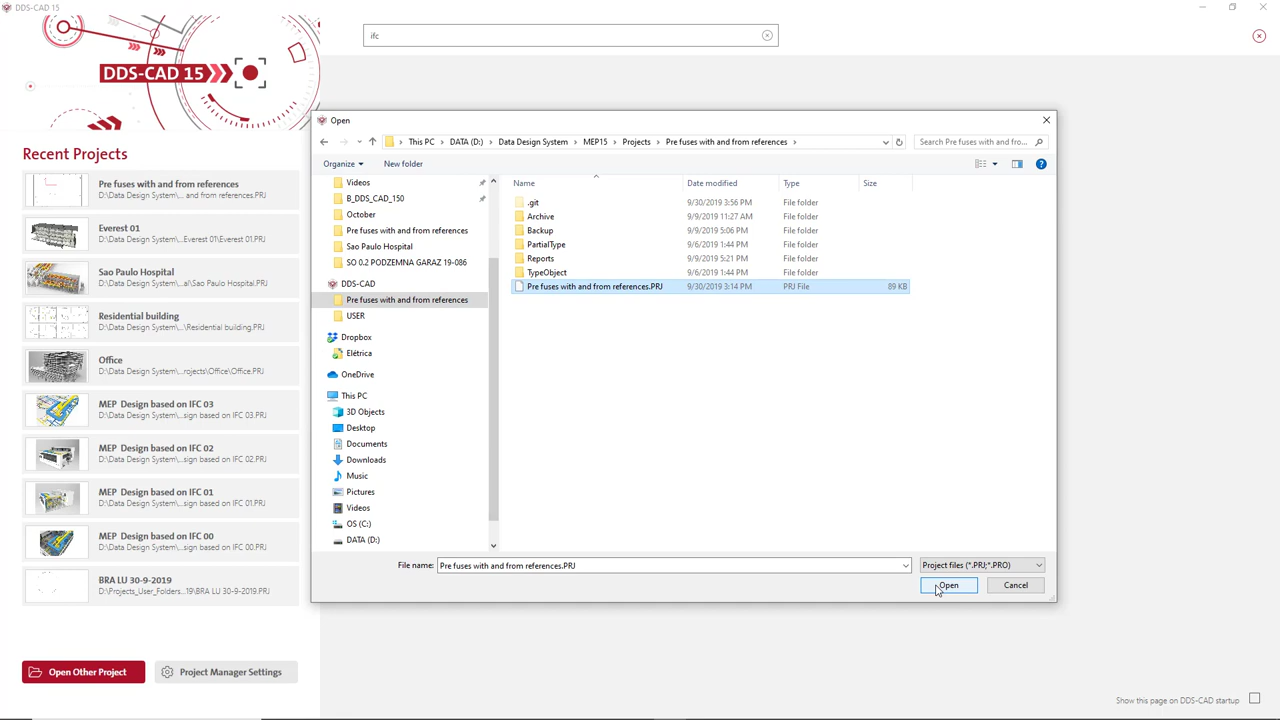 DDS-CAD 15
ifc
DDS-CAD 15
Recent Projects
Pre fuses with and from references
D:\Data Design System\... and from references.PRJ
Everest 01
D:\Data Design System\...Everest 01\Everest 01.PRJ
Sao Paulo Hospital
D:\Data Design System\...al\Sao Paulo Hospital.PRJ
Residential building
D:\Data Design System\...\Residential building.PRJ
Office
D:\Data Design System\...rojects\Office\Office.PRJ
MEP Design based on IFC 03
D:\Data Design System\...sign based on IFC 03.PRJ
MEP Design based on IFC 02
D:\Data Design System\...sign based on IFC 02.PRJ
MEP Design based on IFC 01
D:\Data Design System\...sign based on IFC 01.PRJ
MEP Design based on IFC 00
D:\Data Design System\...sign based on IFC 00.PRJ
BRA LU 30-9-2019
D:\Projects_User_Folders...19\BRA LU 30-9-2019.PRJ
Open Other Project
Project Manager Settings
Open
This PC > DATA (D:) > Data Design System > MEP15 > Projects > Pre fuses with and from references >
Search Pre fuses with and fro...
Organize New folder
Videos
B_DDS_CAD_150
October
Pre fuses with and from references
Sao Paulo Hospital
SO 0.2 PODZEMNA GARAZ 19-086
DDS-CAD
Pre fuses with and from references
USER
Dropbox
Elétrica
OneDrive
This PC
3D Objects
Desktop
Documents
Downloads
Music
Pictures
Videos
OS (C:)
DATA (D:)
Name Date modified Type Size
.git 9/30/2019 3:56 PM File folder
Archive 9/9/2019 11:27 AM File folder
Backup 9/9/2019 5:06 PM File folder
PartialType 9/6/2019 1:44 PM File folder
Reports 9/9/2019 5:21 PM File folder
TypeObject 9/6/2019 1:44 PM File folder
Pre fuses with and from references.PRJ 9/30/2019 3:14 PM PRJ File 89 KB
File name: Pre fuses with and from references.PRJ Project files (*.PRJ;*.PRO)
Open Cancel
Show this page on DDS-CAD startup